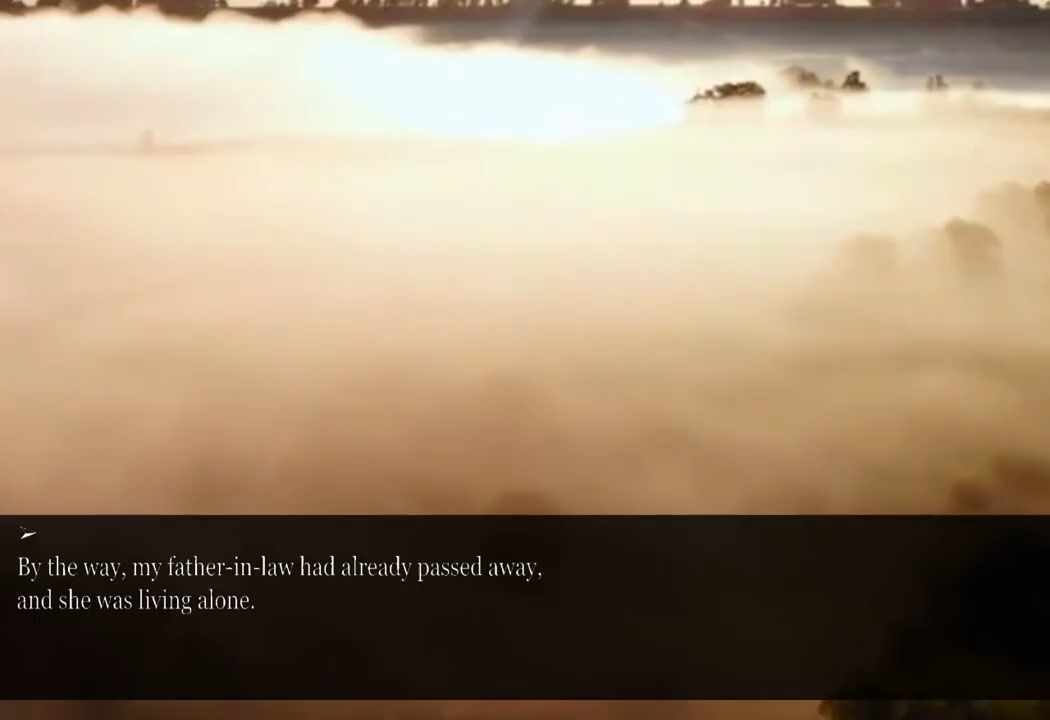 By the way, my father-in-law had already passed away,
and she was living alone.